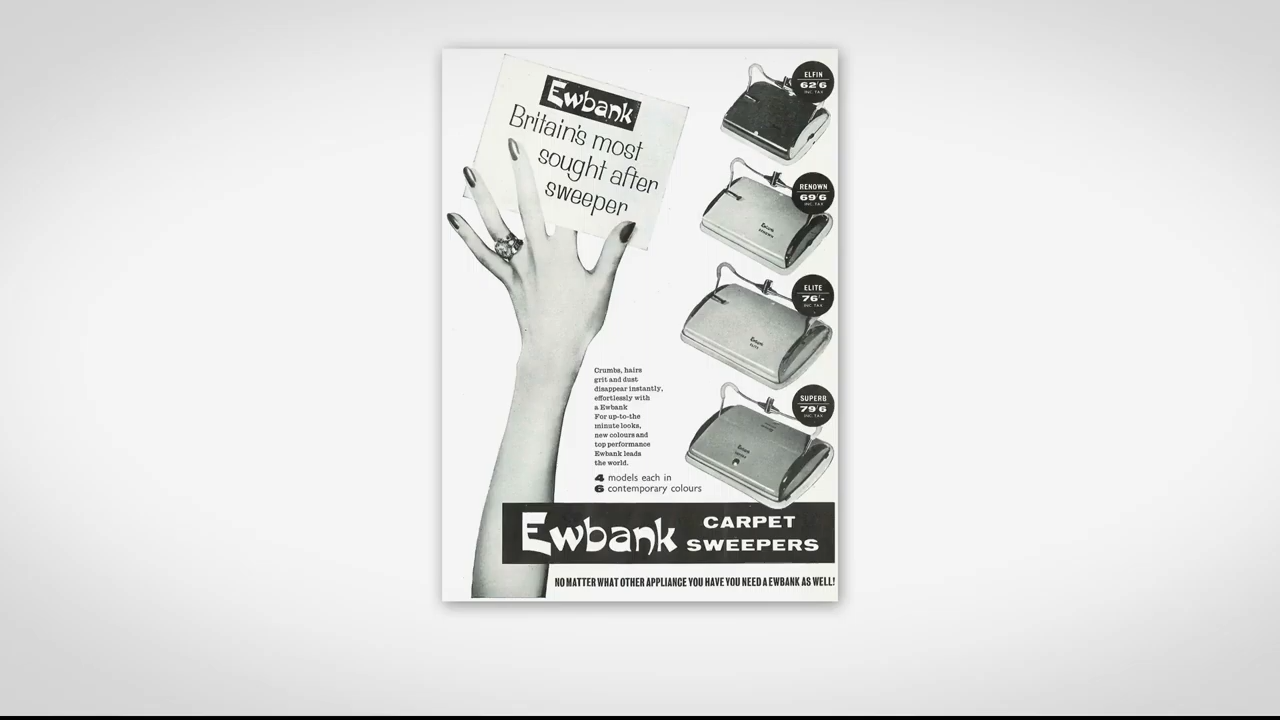 Ewbank
Britain's most
sought after
sweeper
ELFIN
62'6
INC. TAX
RENOWN
69'6
INC. TAX
ELITE
76'-
INC. TAX
SUPERB
79'6
INC. TAX
Crumbs, hairs
grit and dust
disappear instantly,
effortlessly with
a Ewbank
For up-to-the
minute looks,
new colours and
top performance
Ewbank leads
the world.
4 models each in
6 contemporary colours
Ewbank CARPET
SWEEPERS
NO MATTER WHAT OTHER APPLIANCE YOU HAVE YOU NEED A EWBANK AS WELL!